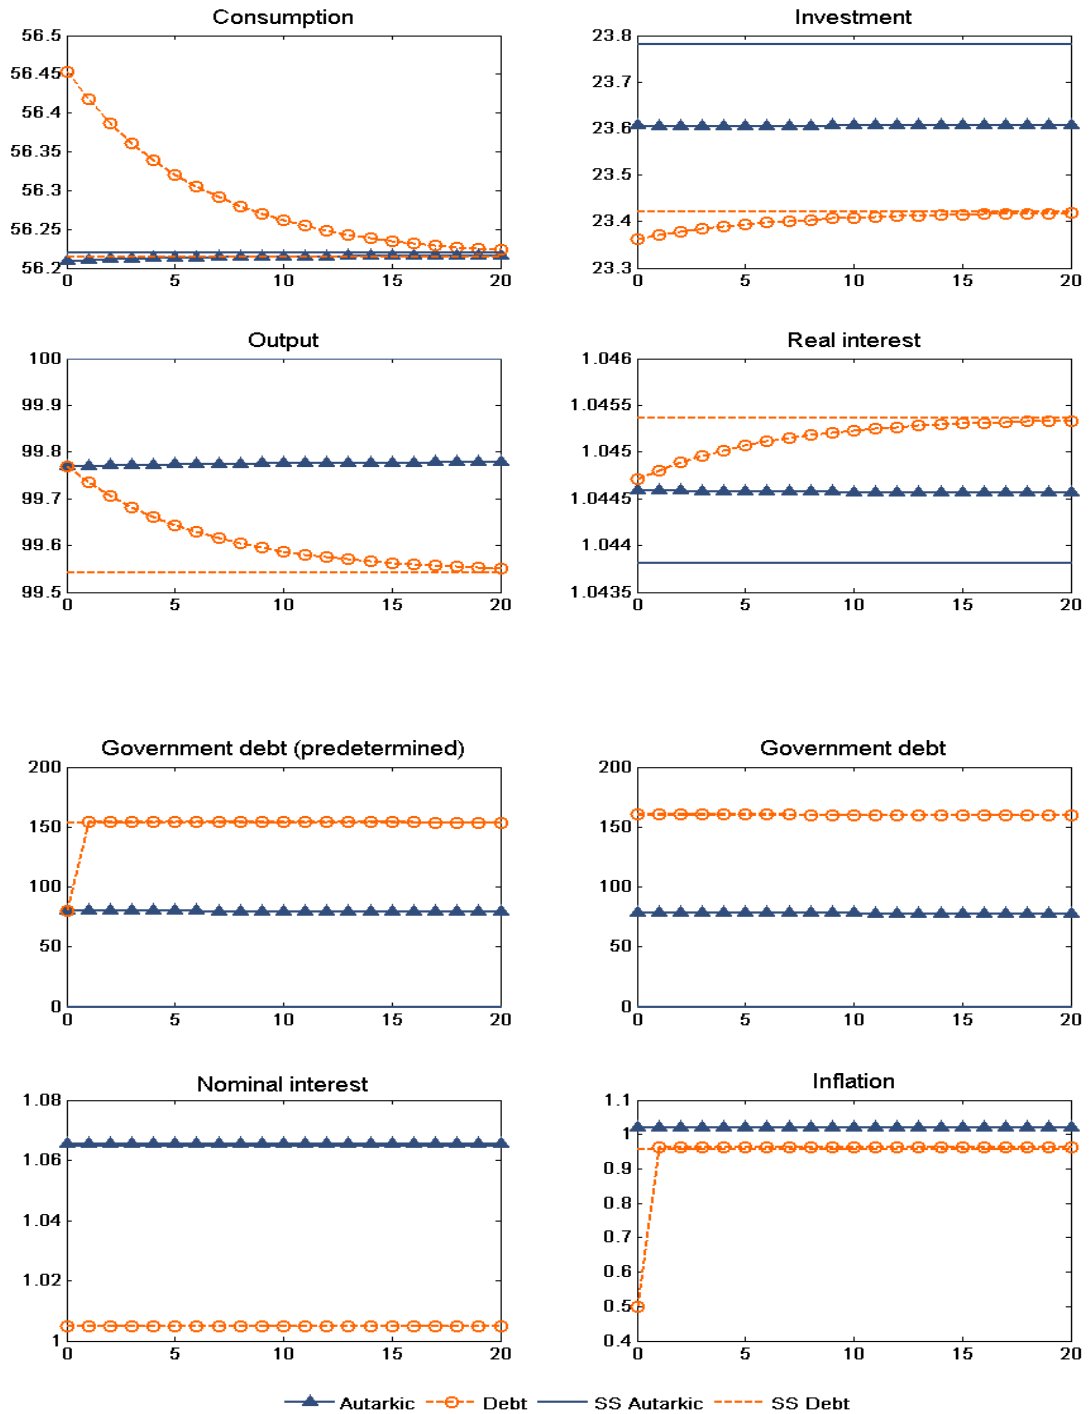 Consumption
56.5
56.45
56.4
56.35
56.3
56.25
56.2
0 5 10 15 20
Investment
23.8
23.7
23.6
23.5
23.4
23.3
0 5 10 15 20
Output
100
99.9
99.8
99.7
99.6
99.5
0 5 10 15 20
Real interest
1.046
1.0455
1.045
1.0445
1.044
1.0435
0 5 10 15 20
Government debt (predetermined)
200
150
100
50
0
0 5 10 15 20
Government debt
200
150
100
50
0
0 5 10 15 20
Nominal interest
1.08
1.06
1.04
1.02
1
0 5 10 15 20
Inflation
1.1
1
0.9
0.8
0.7
0.6
0.5
0.4
0 5 10 15 20
Autarkic Debt SS Autarkic SS Debt